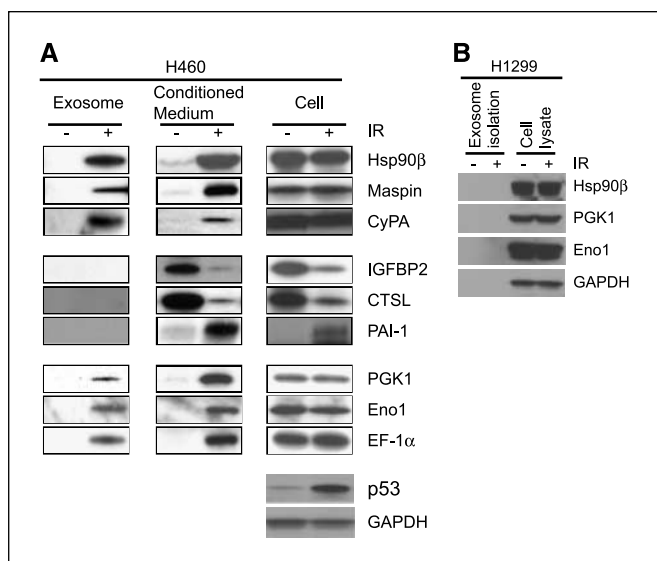 A
H460
Exosome
Conditioned
Medium
Cell
- + - + - + IR
Hsp90β
Maspin
CyPA
IGFBP2
CTSL
PAI-1
PGK1
Eno1
EF-1α
p53
GAPDH
B
H1299
Exosome
isolation
Cell
lysate
- + - + IR
Hsp90β
PGK1
Eno1
GAPDH